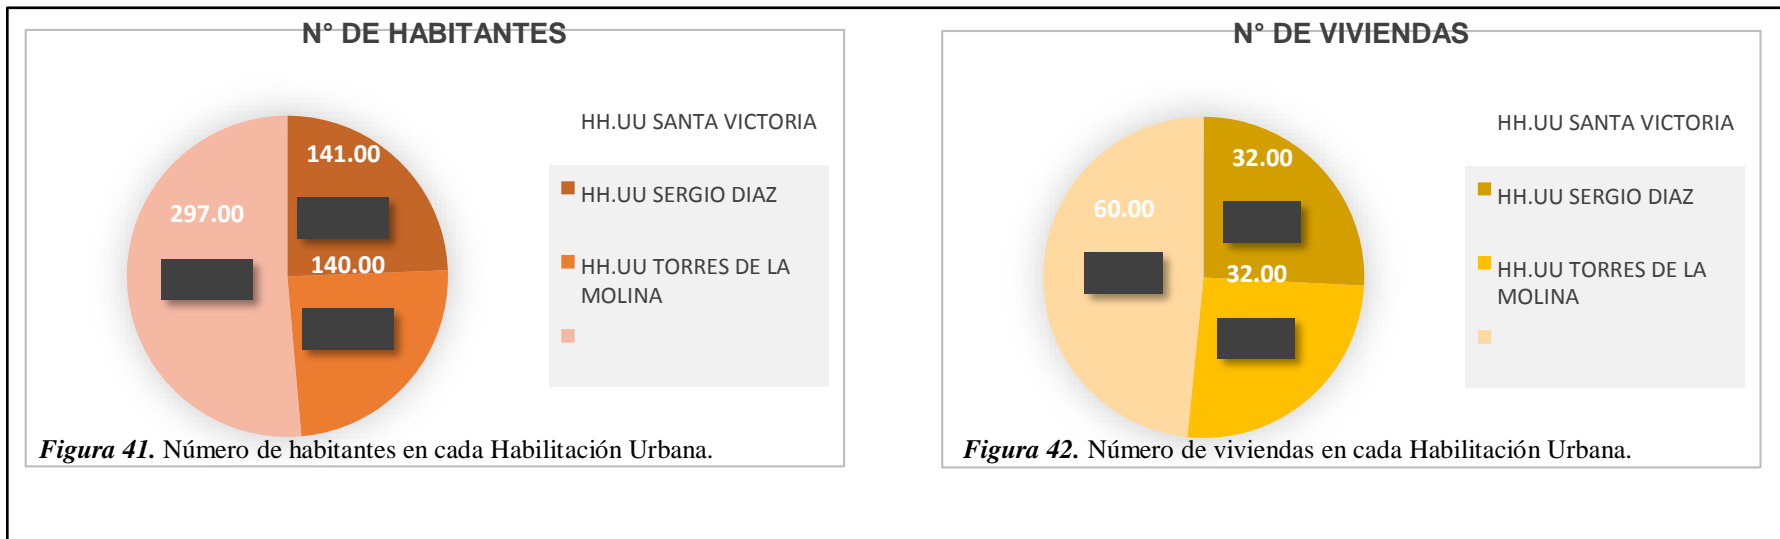 N° DE HABITANTES
141.00
297.00
140.00
HH.UU SANTA VICTORIA
HH.UU SERGIO DIAZ
HH.UU TORRES DE LA
MOLINA
Figura 41. Número de habitantes en cada Habilitación Urbana.
N° DE VIVIENDAS
32.00
60.00
32.00
HH.UU SANTA VICTORIA
HH.UU SERGIO DIAZ
HH.UU TORRES DE LA
MOLINA
Figura 42. Número de viviendas en cada Habilitación Urbana.